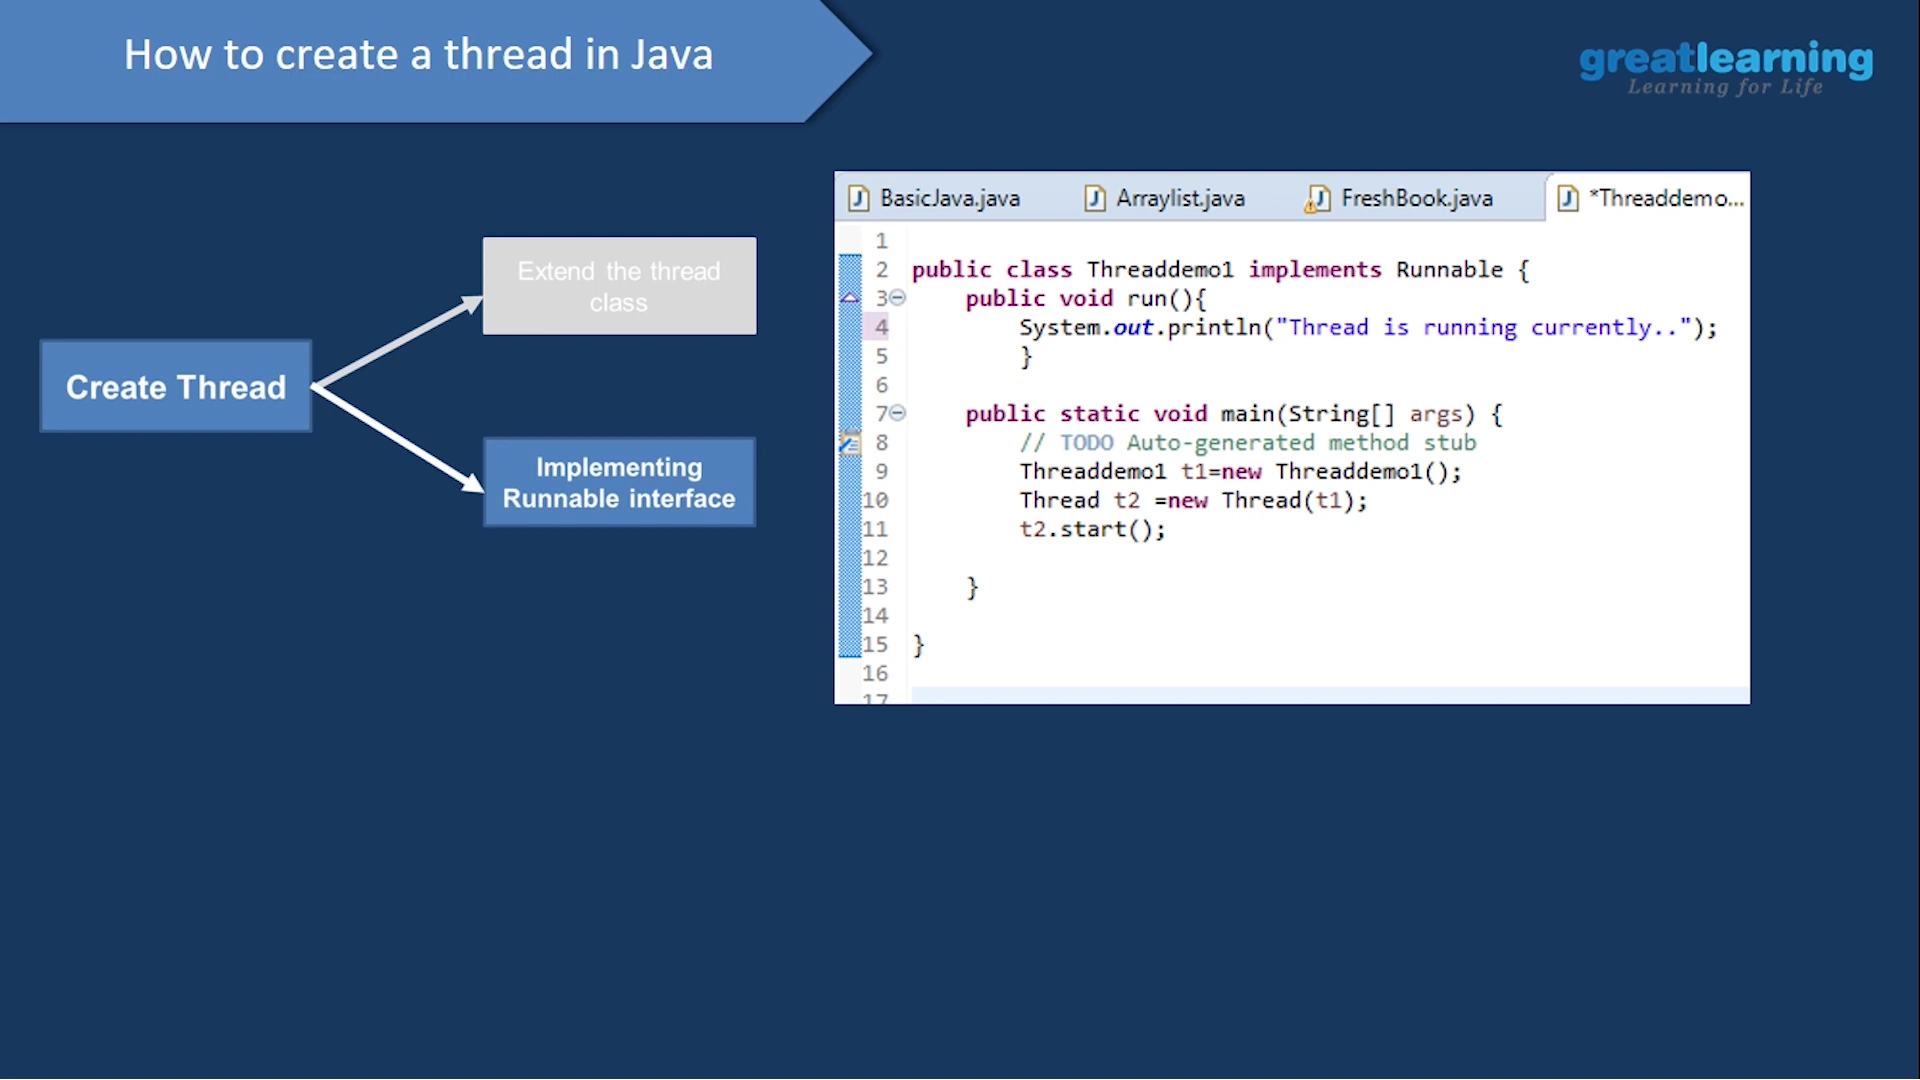 How to create a thread in Java
greatlearning
Learning for Life
Extend the thread
class
Create Thread
Implementing
Runnable interface
BasicJava.java Arraylist.java FreshBook.java *Threaddemo...
1
2 public class Threaddemo1 implements Runnable {
3 public void run(){
4 System.out.println("Thread is running currently..");
5 }
6
7 public static void main(String[] args) {
8 // TODO Auto-generated method stub
9 Threaddemo1 t1=new Threaddemo1();
10 Thread t2 =new Thread(t1);
11 t2.start();
12
13 }
14
15 }
16
17